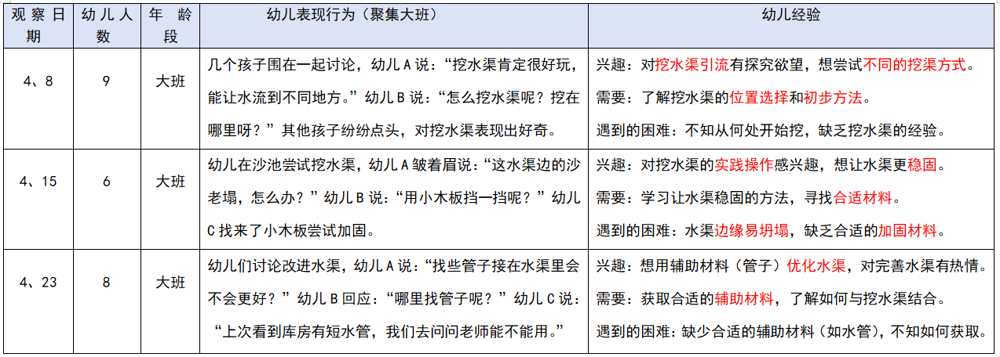 观察日期 幼儿人数 年龄段 幼儿表现行为（聚集大班） 幼儿经验
4、8 9 大班
几个孩子围在一起讨论，幼儿A说：“挖水渠肯定很好玩，
能让水流到不同地方。”幼儿B说：“怎么挖水渠呢？挖在
哪里呀？”其他孩子纷纷点头，对挖水渠表现出好奇。
兴趣：对挖水渠引流有探究欲望，想尝试不同的挖渠方式。
需要：了解挖水渠的位置选择和初步方法。
遇到的困难：不知从何处开始挖，缺乏挖水渠的经验。
4、15 6 大班
幼儿在沙池尝试挖水渠，幼儿A皱着眉说：“这水渠边的沙
老塌，怎么办？”幼儿B说：“用小木板挡一挡呢？”幼儿
C找来了小木板尝试加固。
兴趣：对挖水渠的实践操作感兴趣，想让水渠更稳固。
需要：学习让水渠稳固的方法，寻找合适材料。
遇到的困难：水渠边缘易坍塌，缺乏合适的加固材料。
4、23 8 大班
幼儿们讨论改进水渠，幼儿A说：“找些管子接在水渠里会
不会更好？”幼儿B回应：“哪里找管子呢？”幼儿C说：
“上次看到库房有短水管，我们去问问老师能不能用。”
兴趣：想用辅助材料（管子）优化水渠，对完善水渠有热情。
需要：获取合适的辅助材料，了解如何与挖水渠结合。
遇到的困难：缺少合适的辅助材料（如水管），不知如何获取。